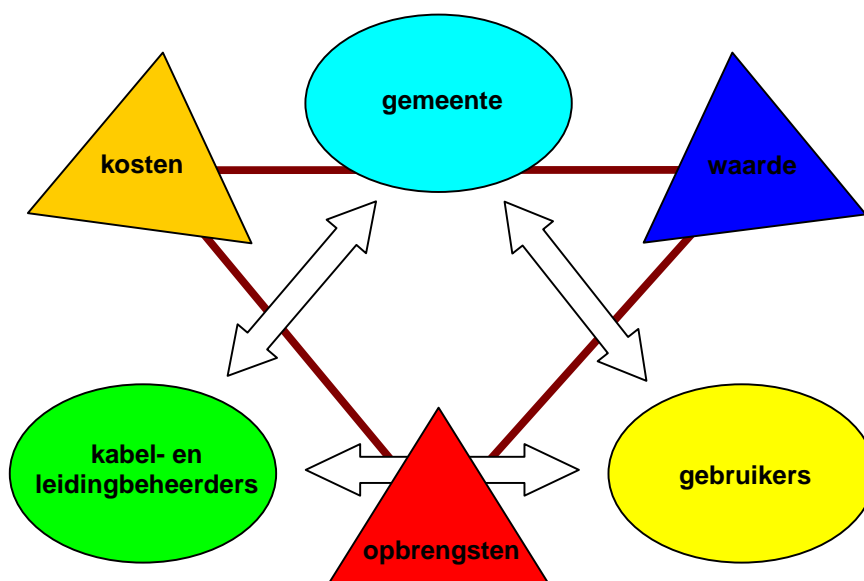 gemeente
kosten
waarde
kabel- en
leidingbeheerders
gebruikers
opbrengsten